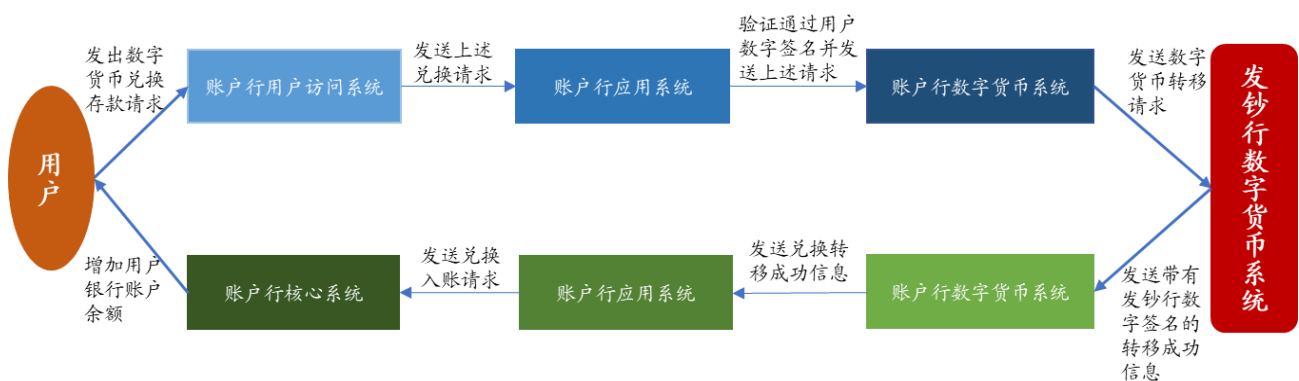 用户
发出数字
货币兑换
存款请求
账户行用户访问系统
发送上述
兑换请求
账户行应用系统
验证通过用户
数字签名并发
送上述请求
账户行数字货币系统
发送数字
货币转移
请求
发钞行数字货币系统
发送带有
发钞行数
字签名的
转移成功
信息
账户行数字货币系统
发送兑换转
移成功信息
账户行应用系统
发送兑换
入账请求
账户行核心系统
增加用户
银行账户
余额